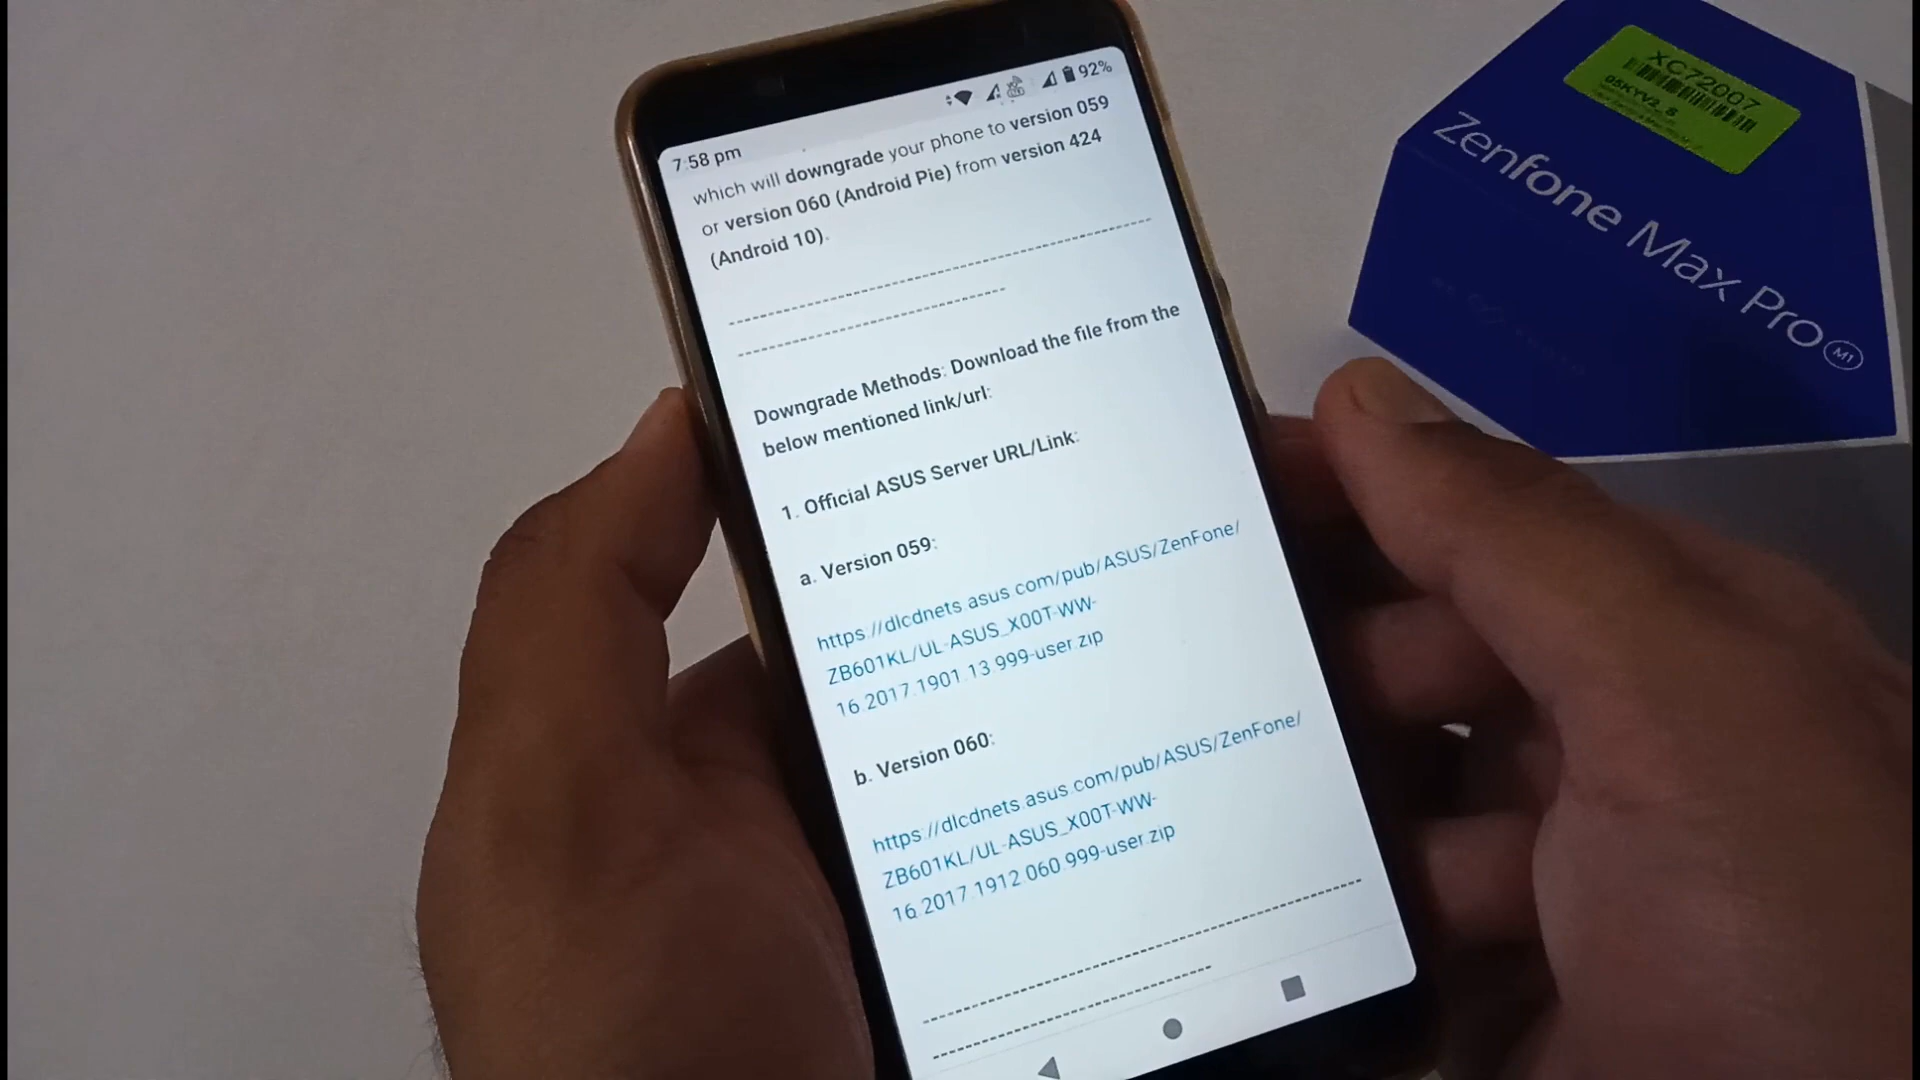 7:58 pm
92%
which will downgrade your phone to version 059
or version 060 (Android Pie) from version 424
(Android 10).
Downgrade Methods: Download the file from the
below mentioned link/url:
1. Official ASUS Server URL/Link:
a. Version 059:
https://dlcdnets.asus.com/pub/ASUS/ZenFone/
ZB601KL/UL-ASUS_X00T-WW-
16.2017.1901.13.999-user.zip
b. Version 060:
https://dlcdnets.asus.com/pub/ASUS/ZenFone/
ZB601KL/UL-ASUS_X00T-WW-
16.2017.1912.060.999-user.zip
XC72007
05KYV2_S
Zenfone Max Pro M1